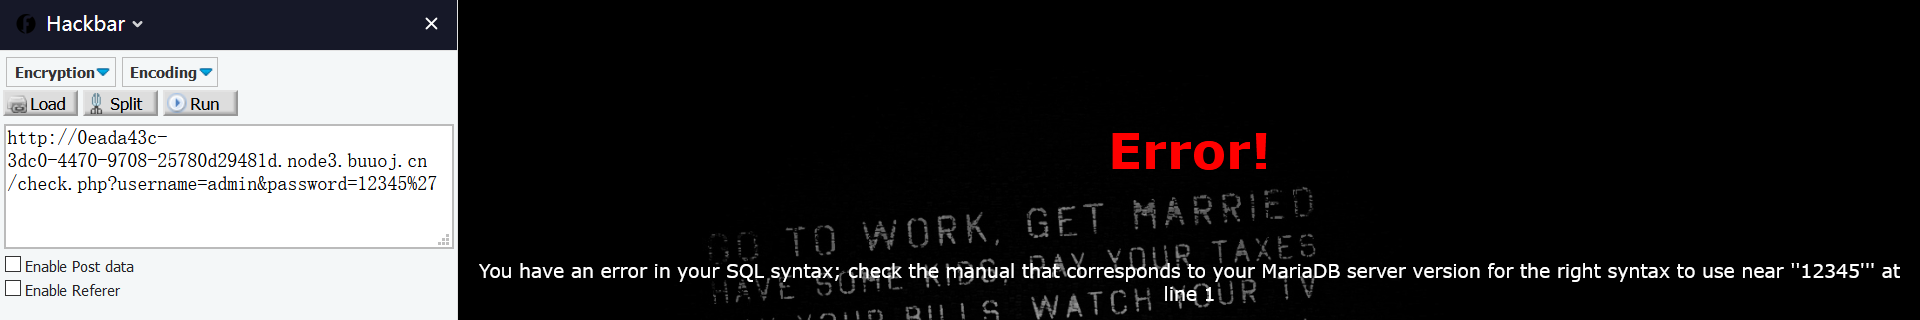 Hackbar
Encryption Encoding
Load Split Run
http://0eada43c-
3dc0-4470-9708-25780d29481d.node3.buuoj.cn
/check.php?username=admin&password=12345%27
Enable Post data
Enable Referer
Error!
GO TO WORK, GET MARRIED
HAVE SOME KIDS, PAY YOUR TAXES
You have an error in your SQL syntax; check the manual that corresponds to your MariaDB server version for the right syntax to use near ''12345''' at
line 1
YOUR BILLS, WATCH YOUR TV